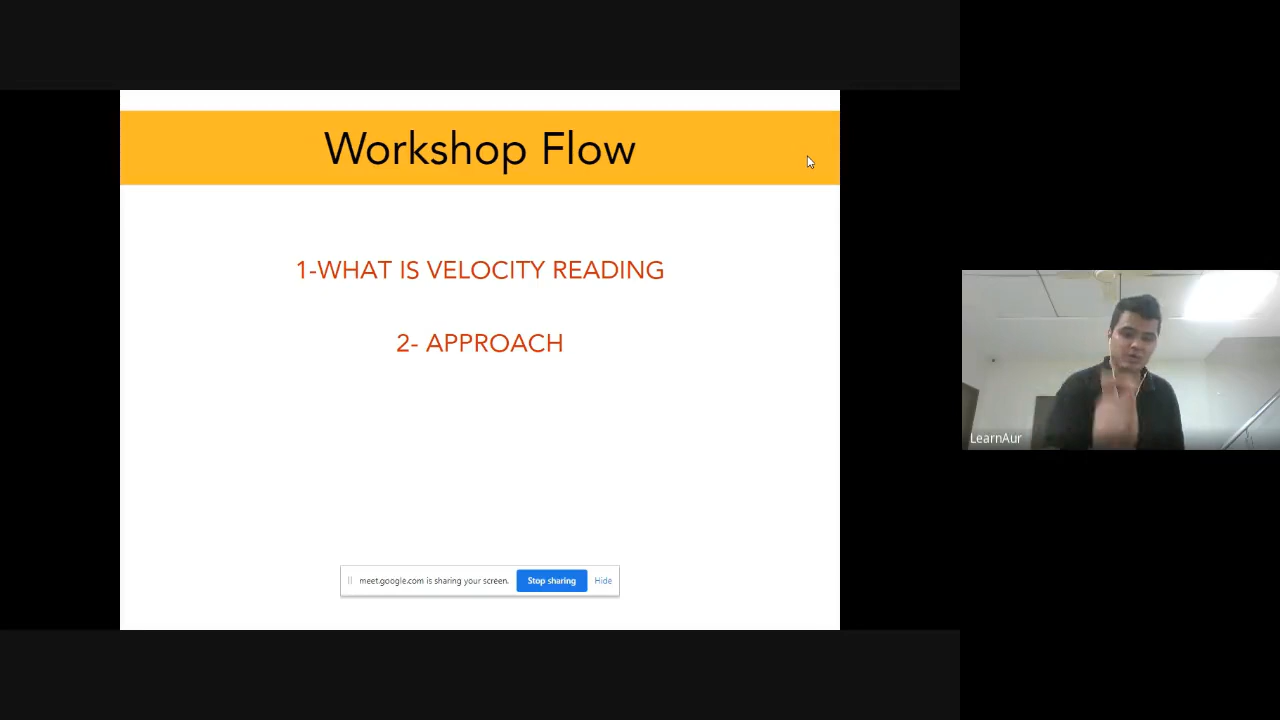 Workshop Flow
1-WHAT IS VELOCITY READING
2- APPROACH
meet.google.com is sharing your screen. Stop sharing Hide
LearnAur